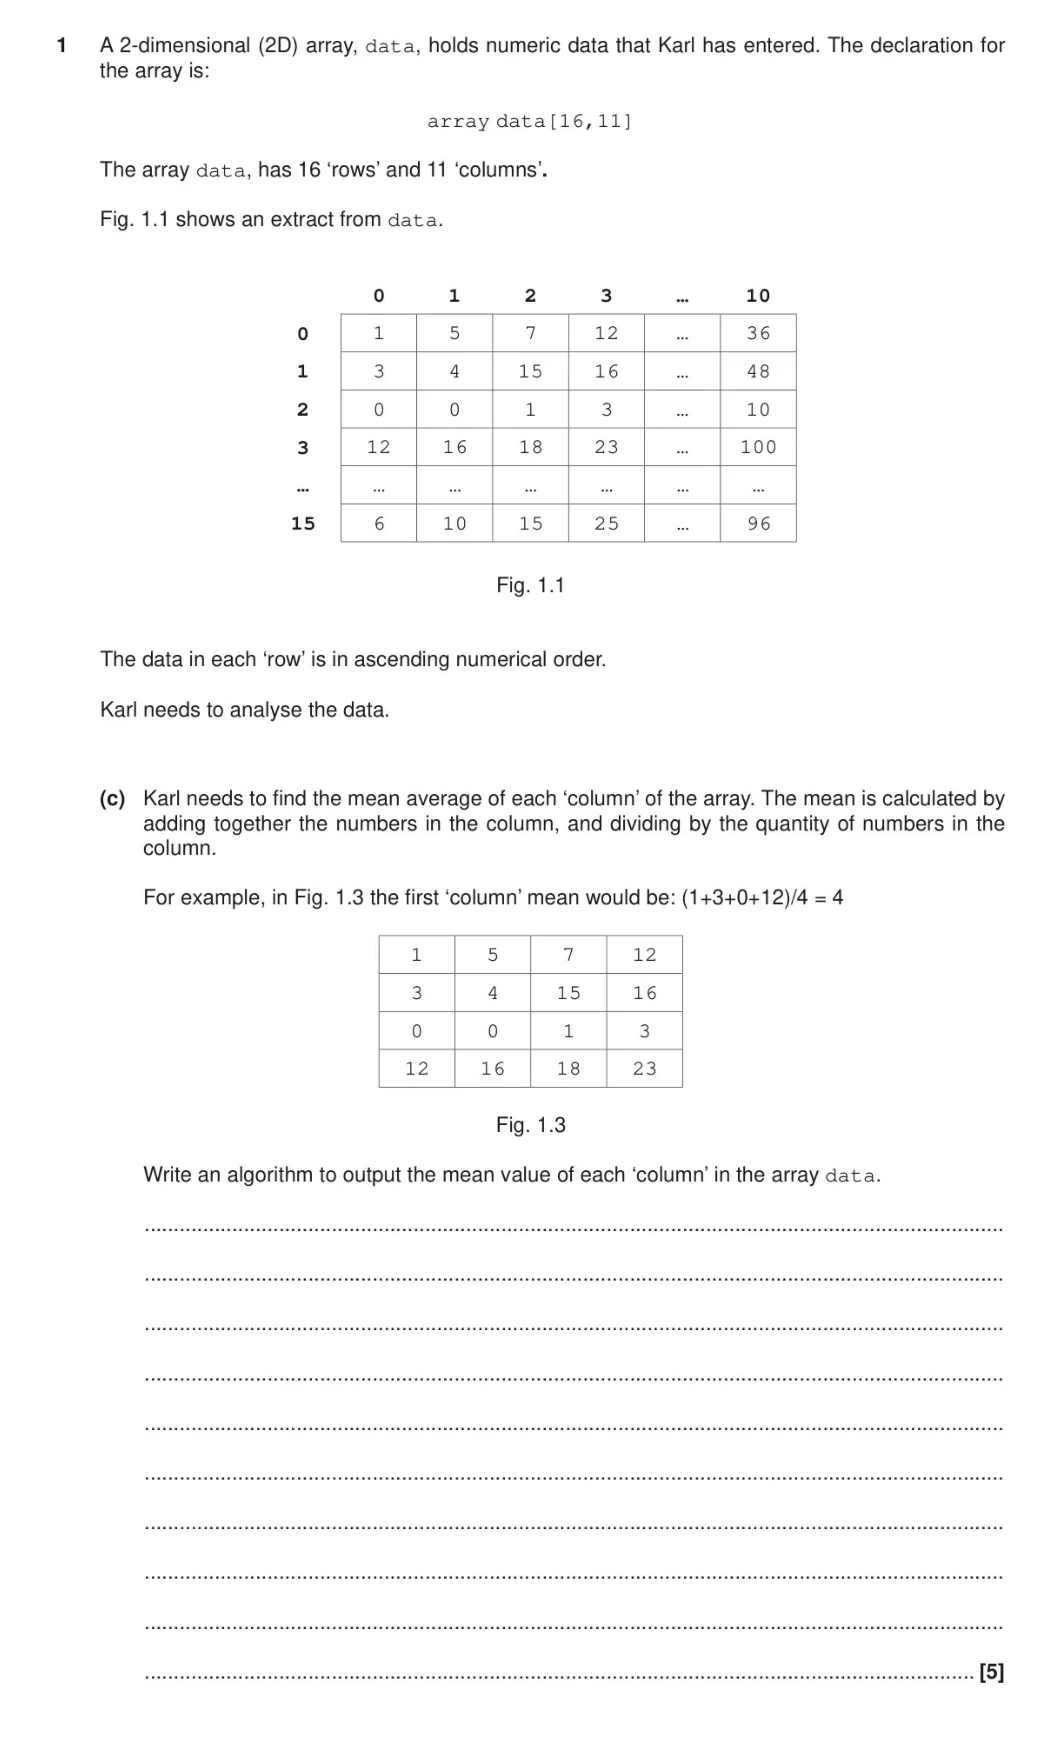 1 A 2-dimensional (2D) array, data, holds numeric data that Karl has entered. The declaration for
the array is:
array data[16,11]
The array data, has 16 ‘rows’ and 11 ‘columns’.
Fig. 1.1 shows an extract from data.
0 1 2 3 … 10
0 1 5 7 12 … 36
1 3 4 15 16 … 48
2 0 0 1 3 … 10
3 12 16 18 23 … 100
… … … … … … …
15 6 10 15 25 … 96
Fig. 1.1
The data in each ‘row’ is in ascending numerical order.
Karl needs to analyse the data.
(c) Karl needs to find the mean average of each ‘column’ of the array. The mean is calculated by
adding together the numbers in the column, and dividing by the quantity of numbers in the
column.
For example, in Fig. 1.3 the first ‘column’ mean would be: (1+3+0+12)/4 = 4
1 5 7 12
3 4 15 16
0 0 1 3
12 16 18 23
Fig. 1.3
Write an algorithm to output the mean value of each ‘column’ in the array data.
[5]